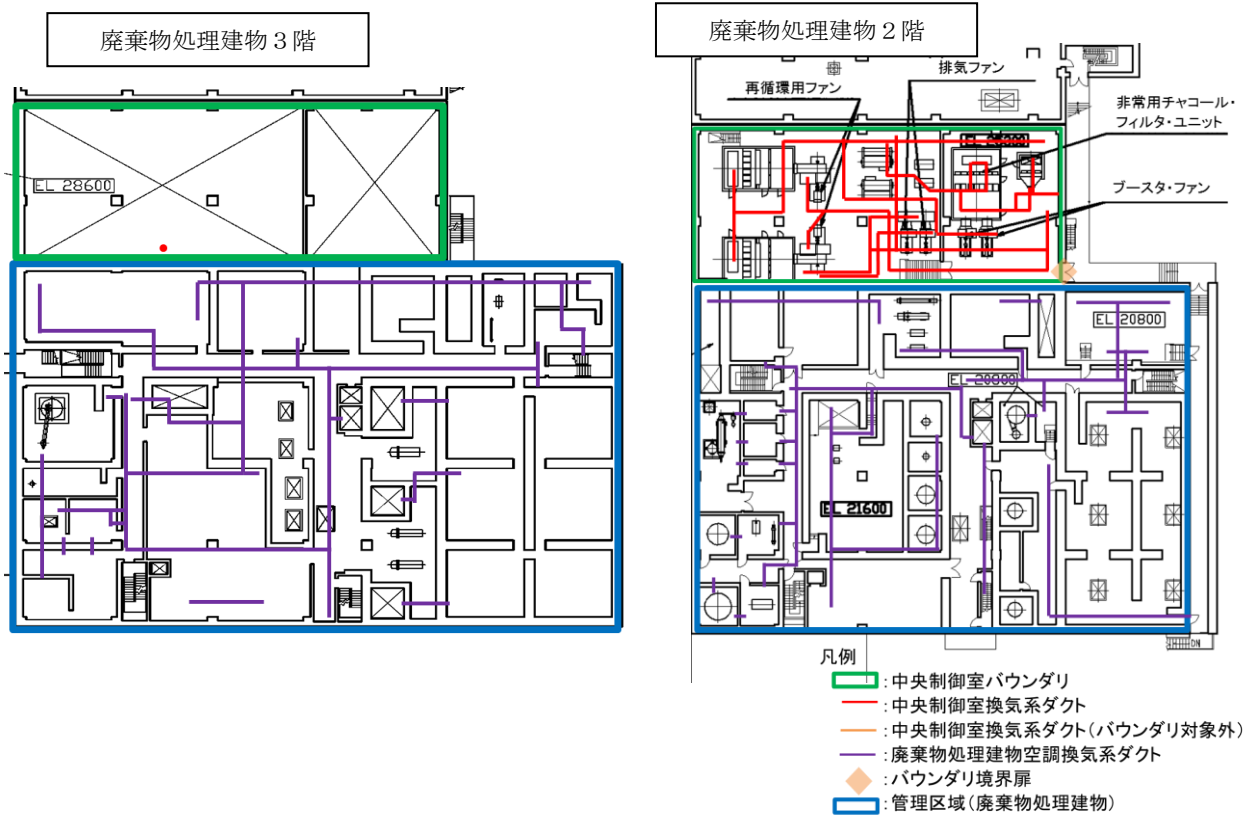 廃棄物処理建物３階
廃棄物処理建物２階
再循環用ファン
排気ファン
非常用チャコール・
フィルタ・ユニット
ブースタ・ファン
EL 28600
EL 20800
EL 20800
EL 21600
DN
凡例
：中央制御室バウンダリ
：中央制御室換気系ダクト
：中央制御室換気系ダクト(バウンダリ対象外)
：廃棄物処理建物空調換気系ダクト
：バウンダリ境界扉
：管理区域(廃棄物処理建物)